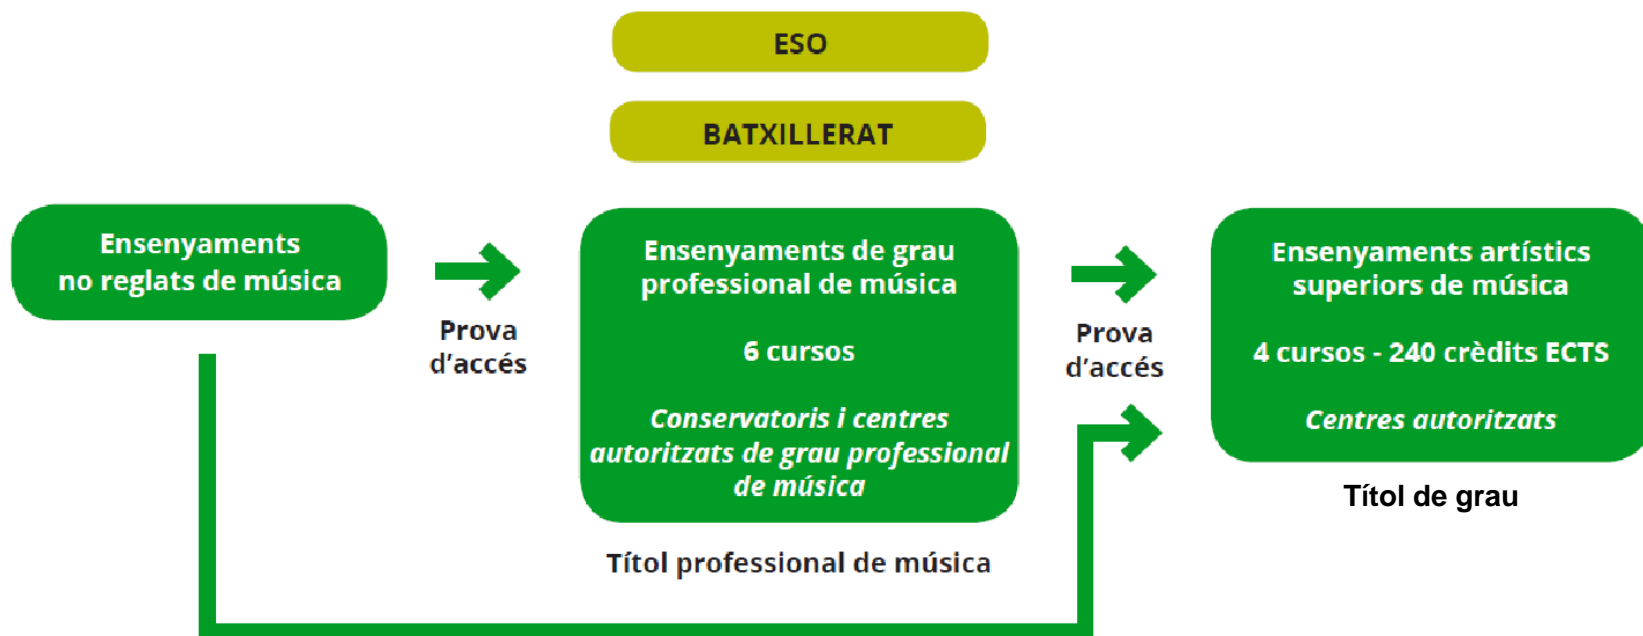 ESO
BATXILLERAT
Ensenyaments
no reglats de música
Prova
d'accés
Ensenyaments de grau
professional de música
6 cursos
Conservatoris i centres
autoritzats de grau professional
de música
Títol professional de música
Prova
d'accés
Ensenyaments artístics
superiors de música
4 cursos - 240 crèdits ECTS
Centres autoritzats
Títol de grau